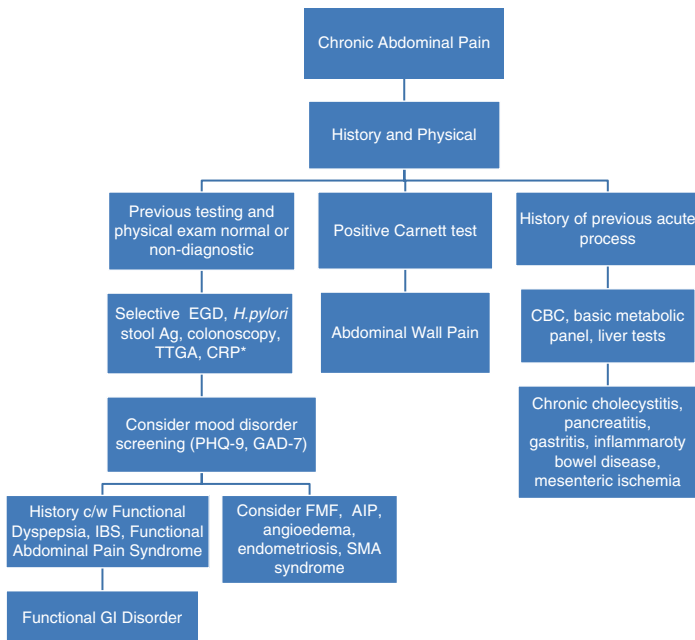 Chronic Abdominal Pain
History and Physical
Previous testing and
physical exam normal or
non-diagnostic
Positive Carnett test
History of previous acute
process
Selective EGD, H.pylori
stool Ag, colonoscopy,
TTGA, CRP*
Abdominal Wall Pain
CBC, basic metabolic
panel, liver tests
Consider mood disorder
screening (PHQ-9, GAD-7)
Chronic cholecystitis,
pancreatitis,
gastritis, inflammaroty
bowel disease,
mesenteric ischemia
History c/w Functional
Dyspepsia, IBS, Functional
Abdominal Pain Syndrome
Consider FMF, AIP,
angioedema,
endometriosis, SMA
syndrome
Functional GI Disorder